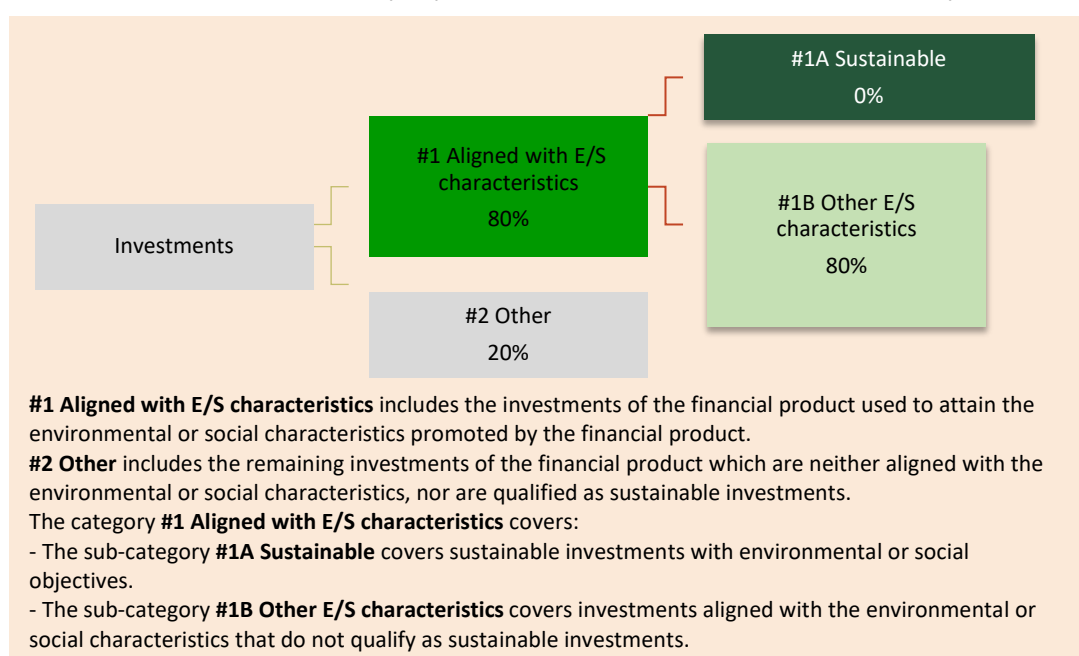 #1A Sustainable
0%
#1 Aligned with E/S
characteristics
80%
#1B Other E/S
characteristics
80%
Investments
#2 Other
20%
#1 Aligned with E/S characteristics includes the investments of the financial product used to attain the
environmental or social characteristics promoted by the financial product.
#2 Other includes the remaining investments of the financial product which are neither aligned with the
environmental or social characteristics, nor are qualified as sustainable investments.
The category #1 Aligned with E/S characteristics covers:
- The sub-category #1A Sustainable covers sustainable investments with environmental or social
objectives.
- The sub-category #1B Other E/S characteristics covers investments aligned with the environmental or
social characteristics that do not qualify as sustainable investments.